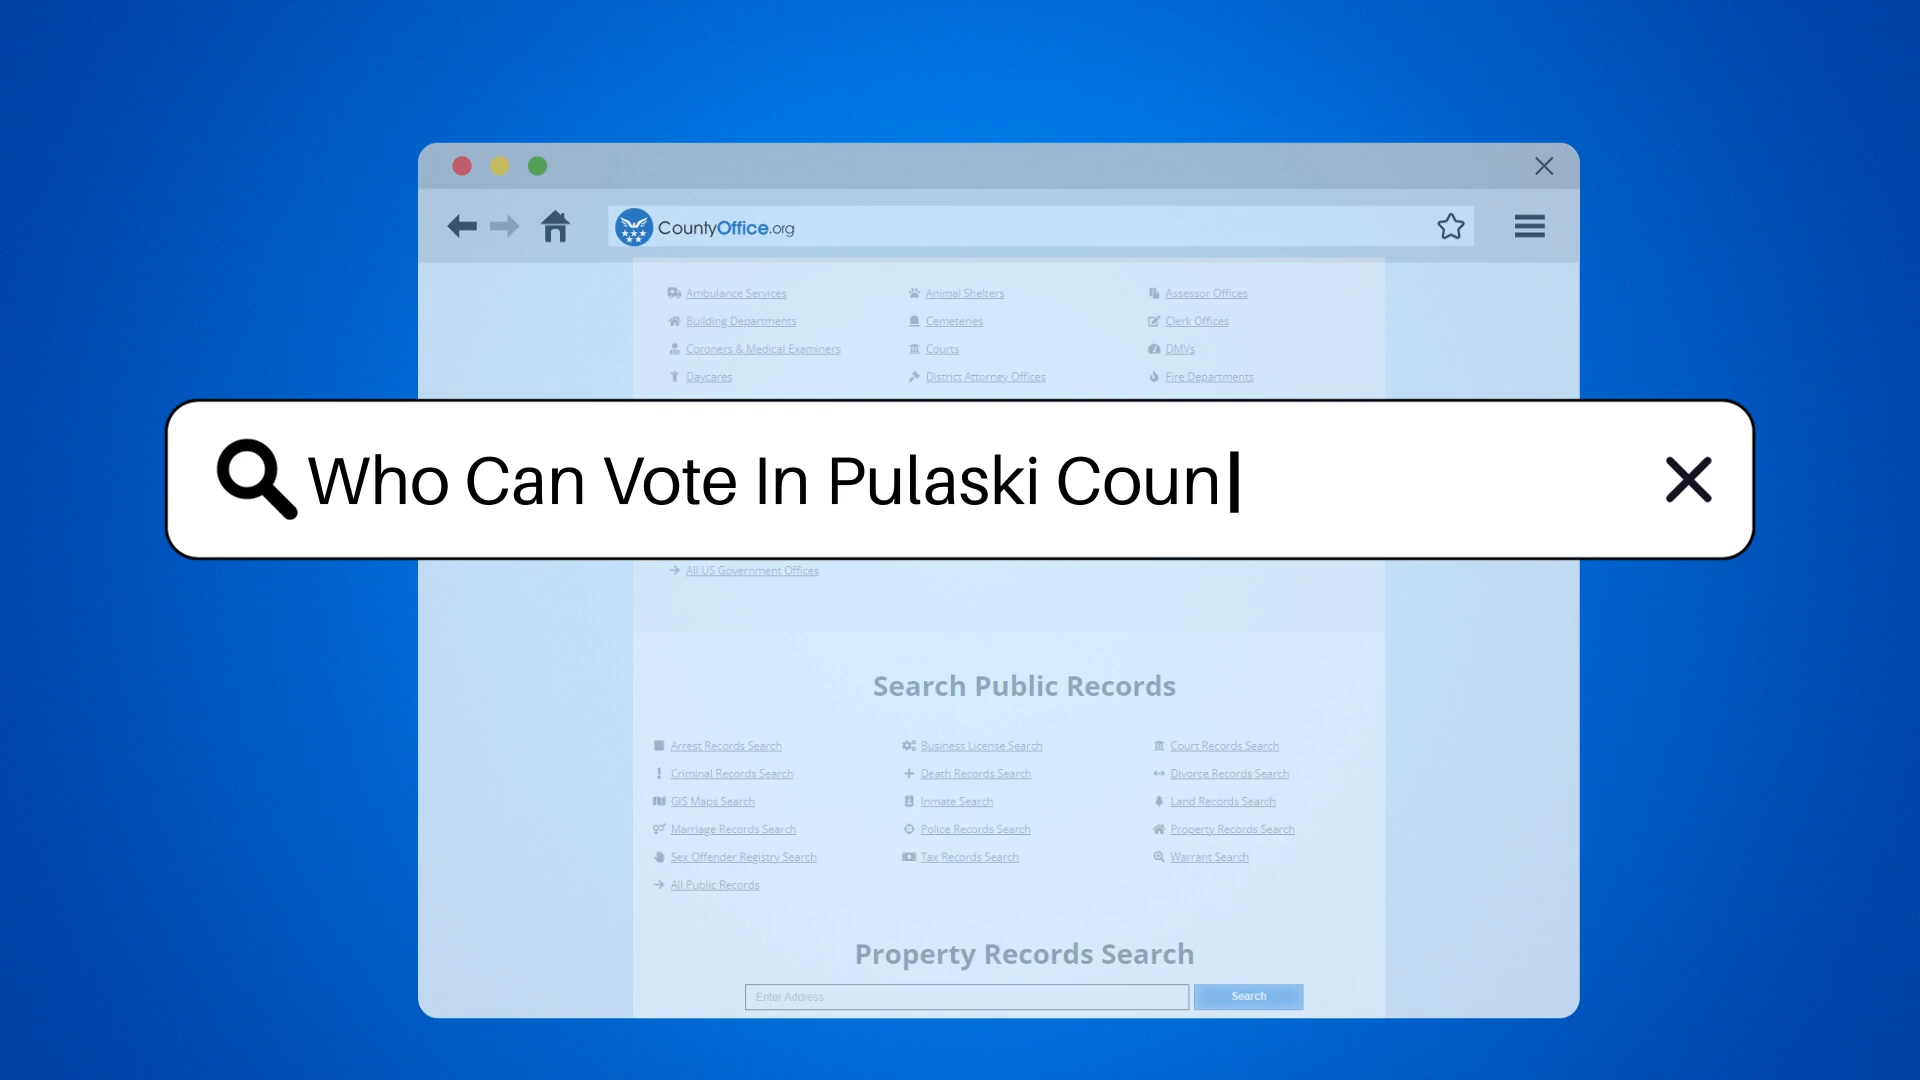 CountyOffice.org
Ambulance Services Animal Shelters Assessor Offices
Building Departments Cemeteries Clerk Offices
Coroners & Medical Examiners Courts DMVs
Daycares District Attorney Offices Fire Departments
Who Can Vote In Pulaski Coun
All US Government Offices
Search Public Records
Arrest Records Search Business License Search Court Records Search
Criminal Records Search Death Records Search Divorce Records Search
GIS Maps Search Inmate Search Land Records Search
Marriage Records Search Police Records Search Property Records Search
Sex Offender Registry Search Tax Records Search Warrant Search
All Public Records
Property Records Search
Enter Address Search